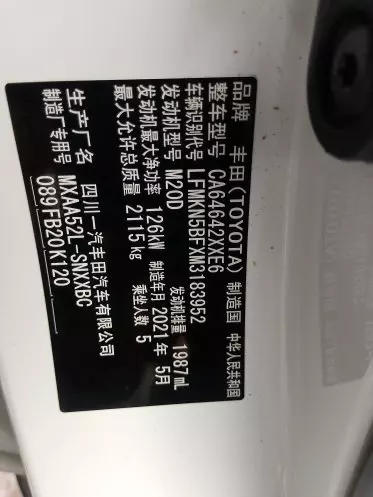 品牌 丰田(TOYOTA) 制造国 中华人民共和国
整车型号 CA64642XXE6
车辆识别代号 LFMKN5BFXM3183952
发动机型号 M20D 发动机排量 1987mL
发动机最大净功率 126kW 制造年月 2021年 5月
最大允许总质量 2115kg 乘坐人数 5
生产厂名 四川一汽丰田汽车有限公司
制造厂专用 MXAA52L-SNXXBC
089FB20K120